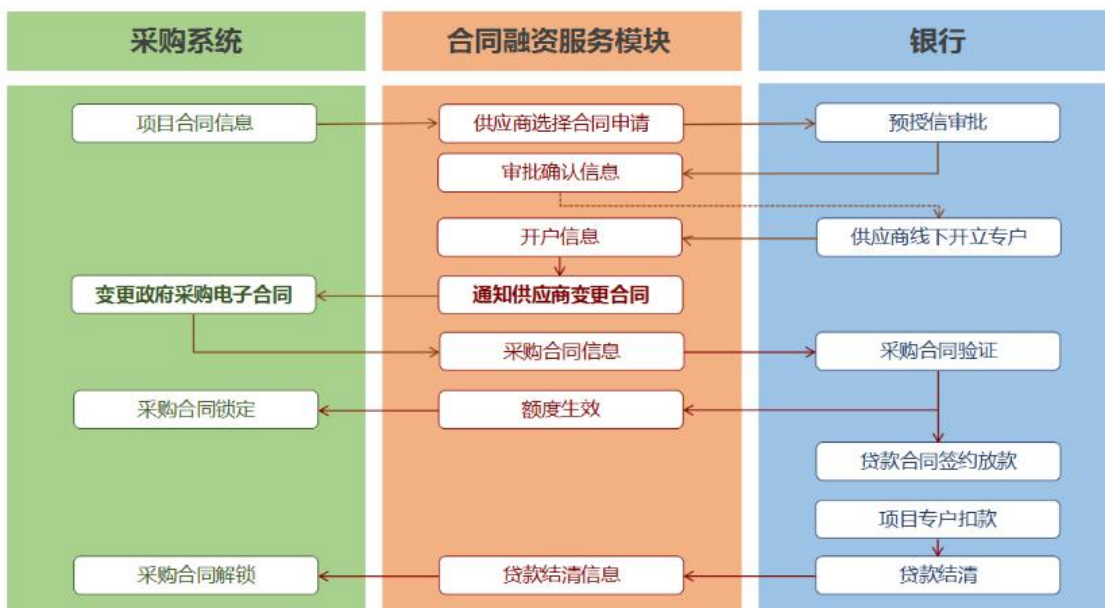 采购系统
合同融资服务模块
银行
项目合同信息
供应商选择合同申请
预授信审批
审批确认信息
开户信息
供应商线下开立专户
变更政府采购电子合同
通知供应商变更合同
采购合同信息
采购合同验证
采购合同锁定
额度生效
贷款合同签约放款
项目专户扣款
采购合同解锁
贷款结清信息
贷款结清